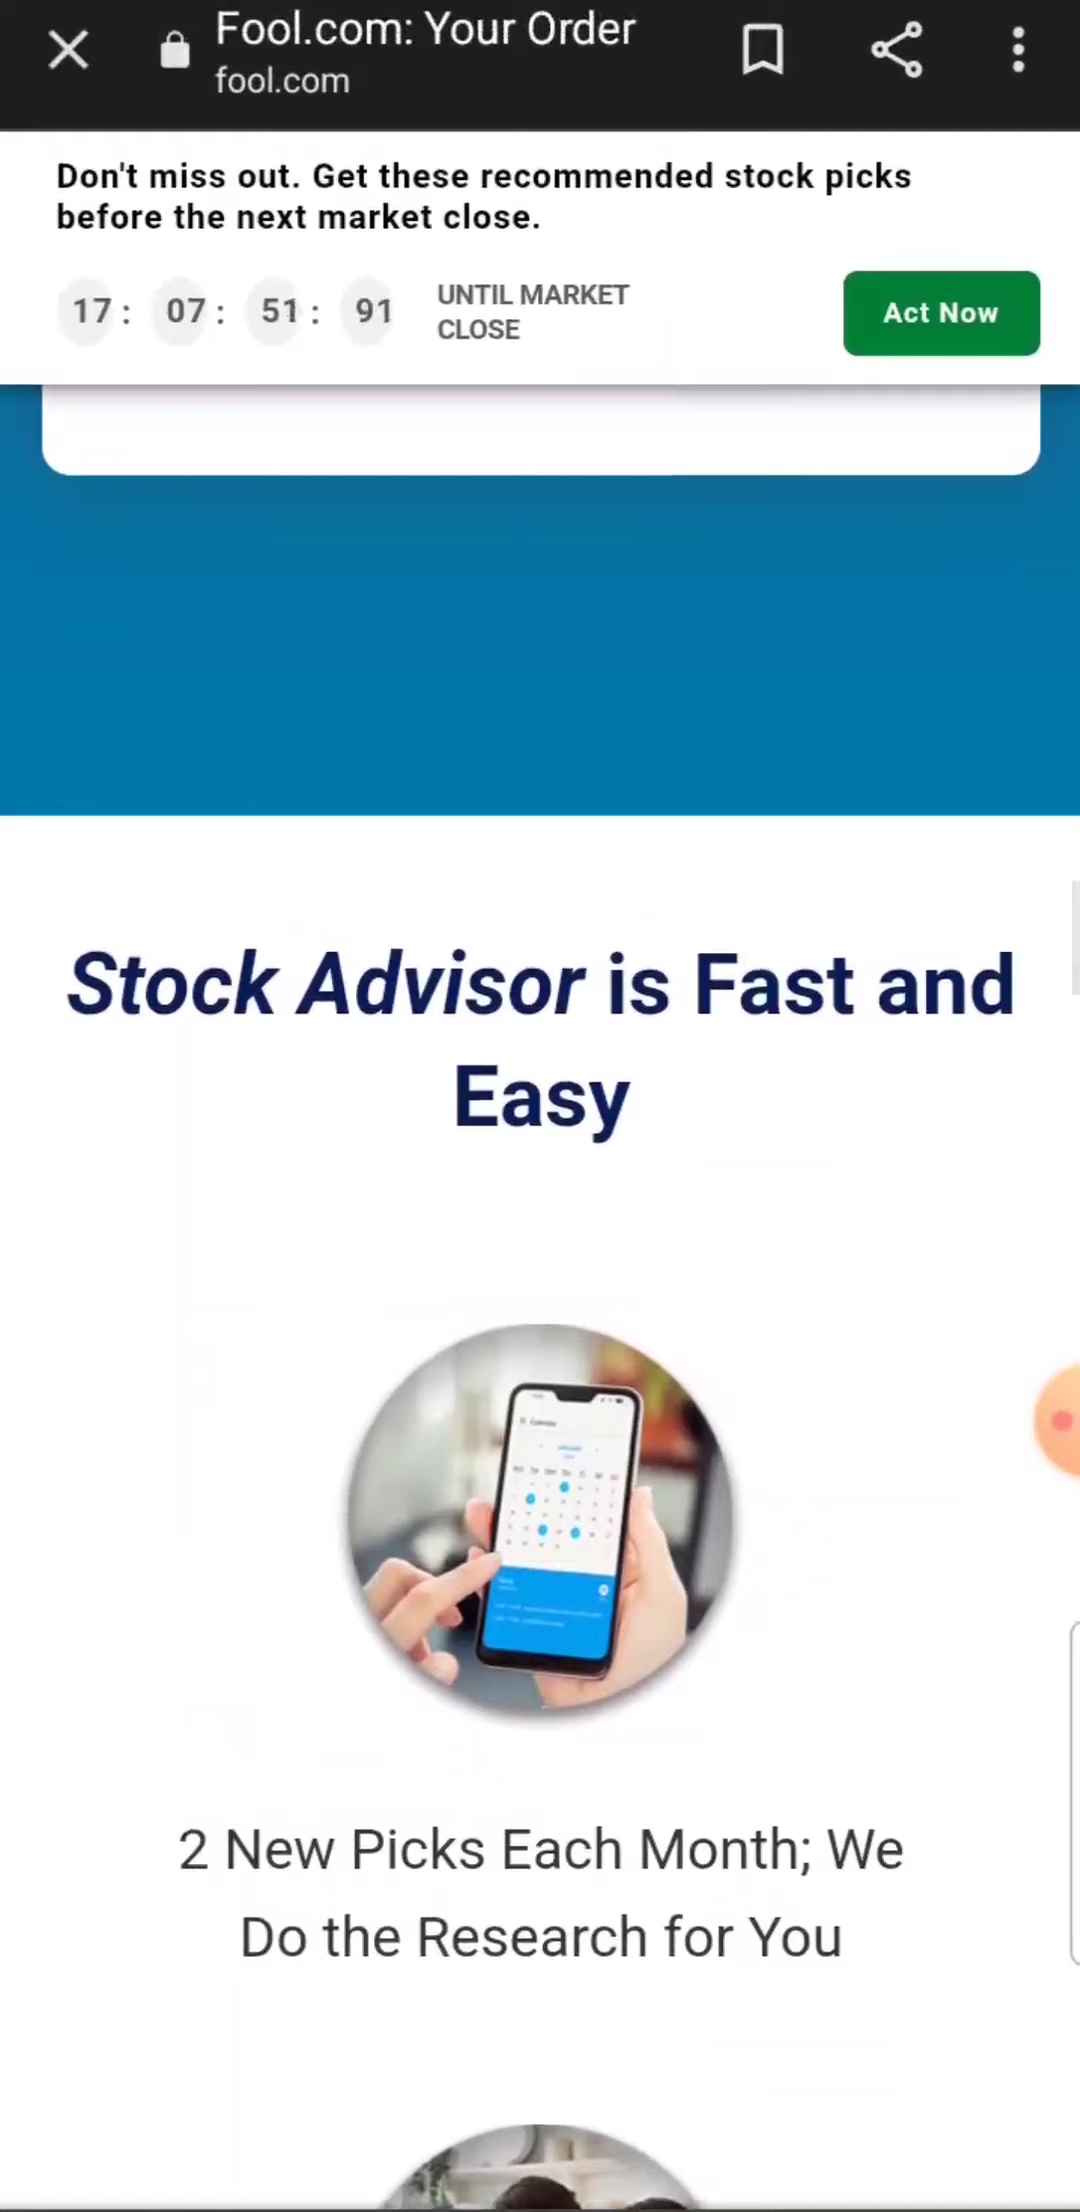 Fool.com: Your Order
fool.com
Don't miss out. Get these recommended stock picks
before the next market close.
17 : 07 : 51 : 91
UNTIL MARKET
CLOSE
Act Now
Stock Advisor is Fast and
Easy
2 New Picks Each Month; We
Do the Research for You